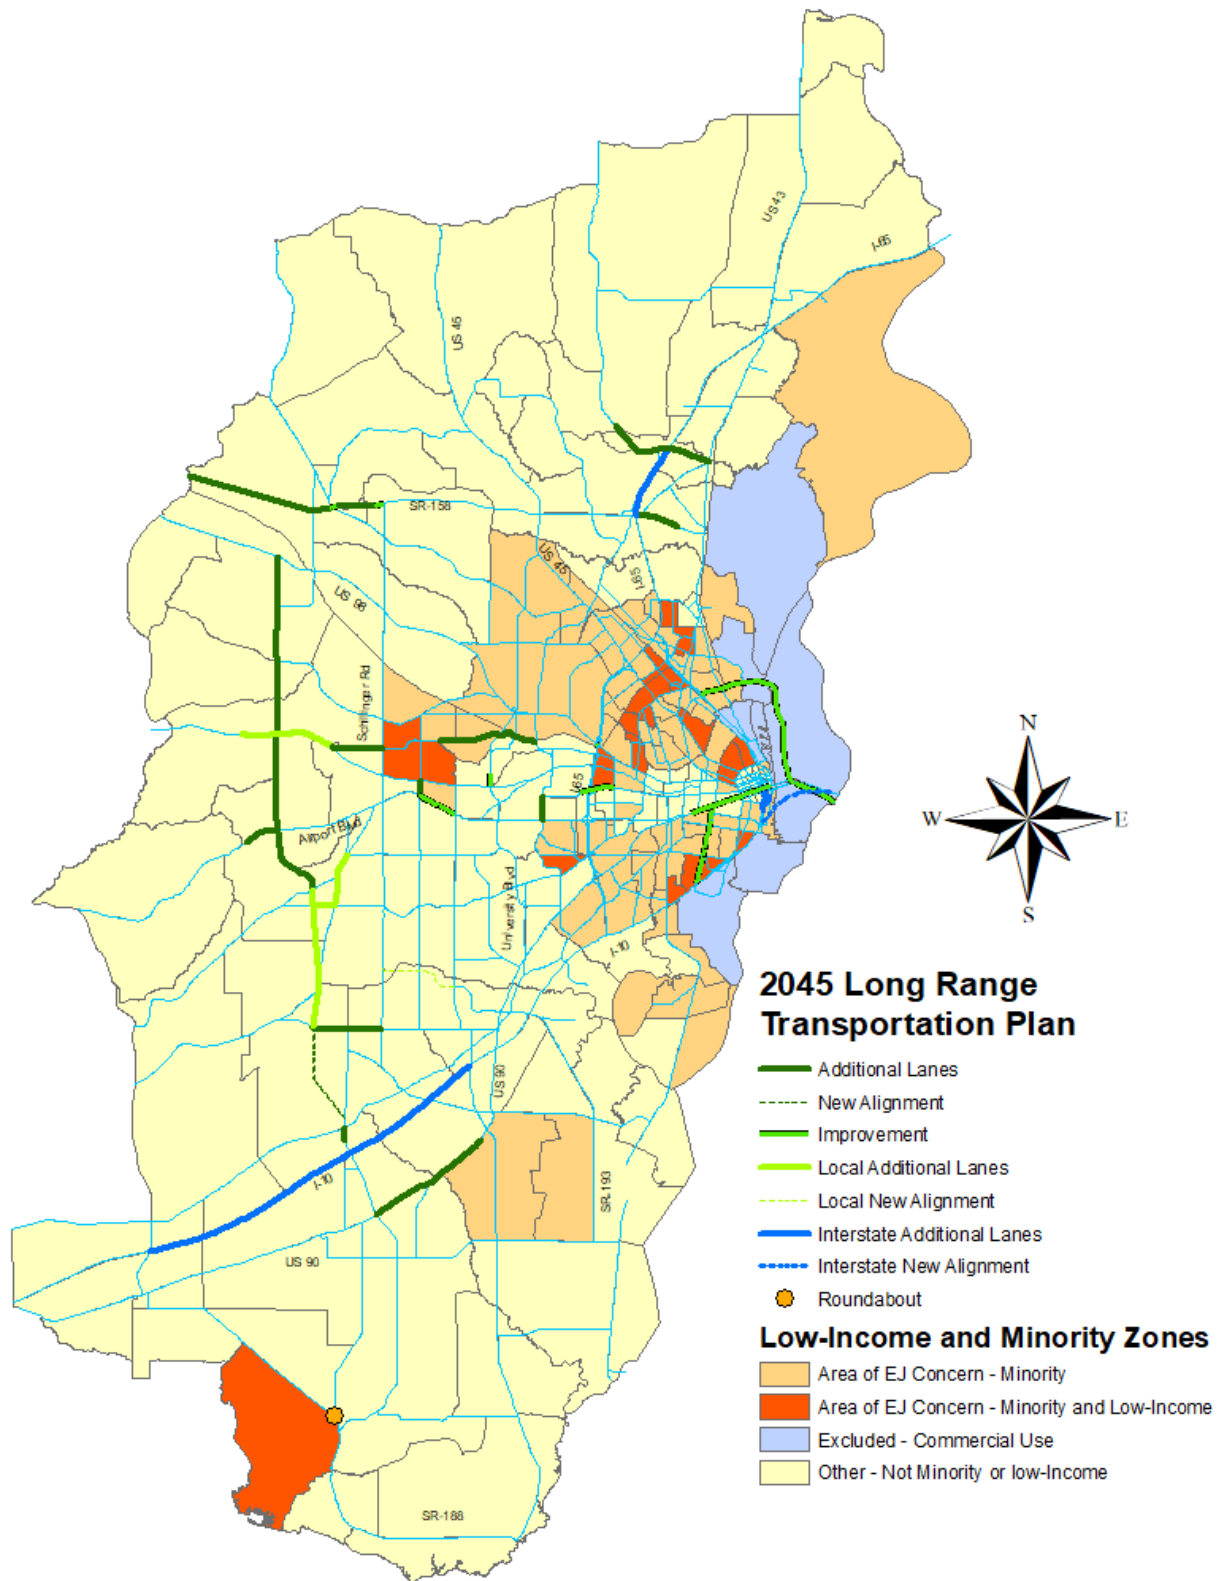 US 43
I-65
US 45
SR-158
US 45
I-65
US 98
Schillinger Rd
I-65
Airport Blvd
University Blvd
I-10
US 90
SR-193
I-10
US 90
SR-188
N
W
E
S
2045 Long Range
Transportation Plan
Additional Lanes
New Alignment
Improvement
Local Additional Lanes
Local New Alignment
Interstate Additional Lanes
Interstate New Alignment
Roundabout
Low-Income and Minority Zones
Area of EJ Concern - Minority
Area of EJ Concern - Minority and Low-Income
Excluded - Commercial Use
Other - Not Minority or low-Income